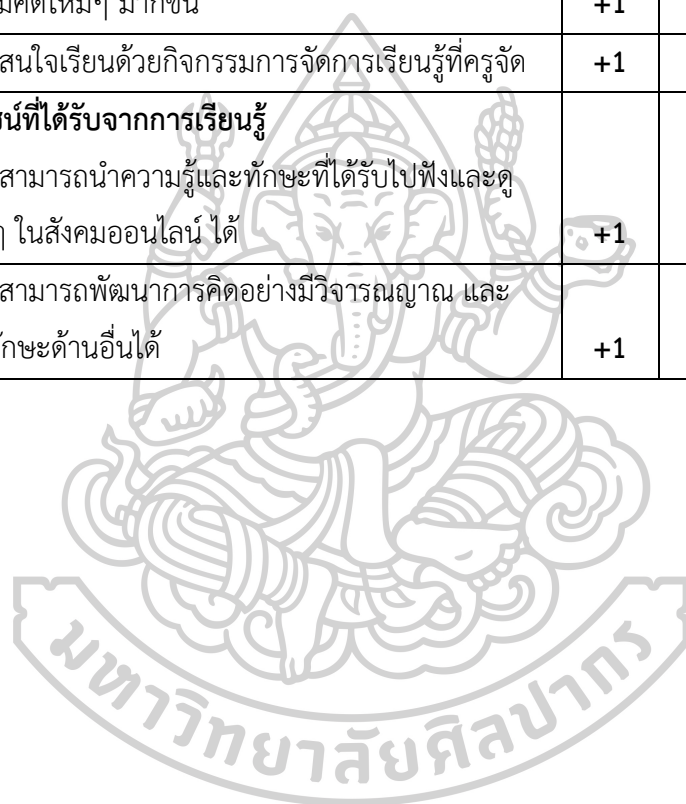 มคิดใหม่ๆ มากขึ้น +1
สนใจเรียนด้วยกิจกรรมการจัดการเรียนรู้ที่ครูจัด +1
ชน์ที่ได้รับจากการเรียนรู้
สามารถนำความรู้และทักษะที่ได้รับไปฟังและดู
ๆ ในสังคมออนไลน์ ได้ +1
สามารถพัฒนาการคิดอย่างมีวิจารณญาณ และ
ักษะด้านอื่นได้ +1
มหาวิทยาลัยศิลปากร